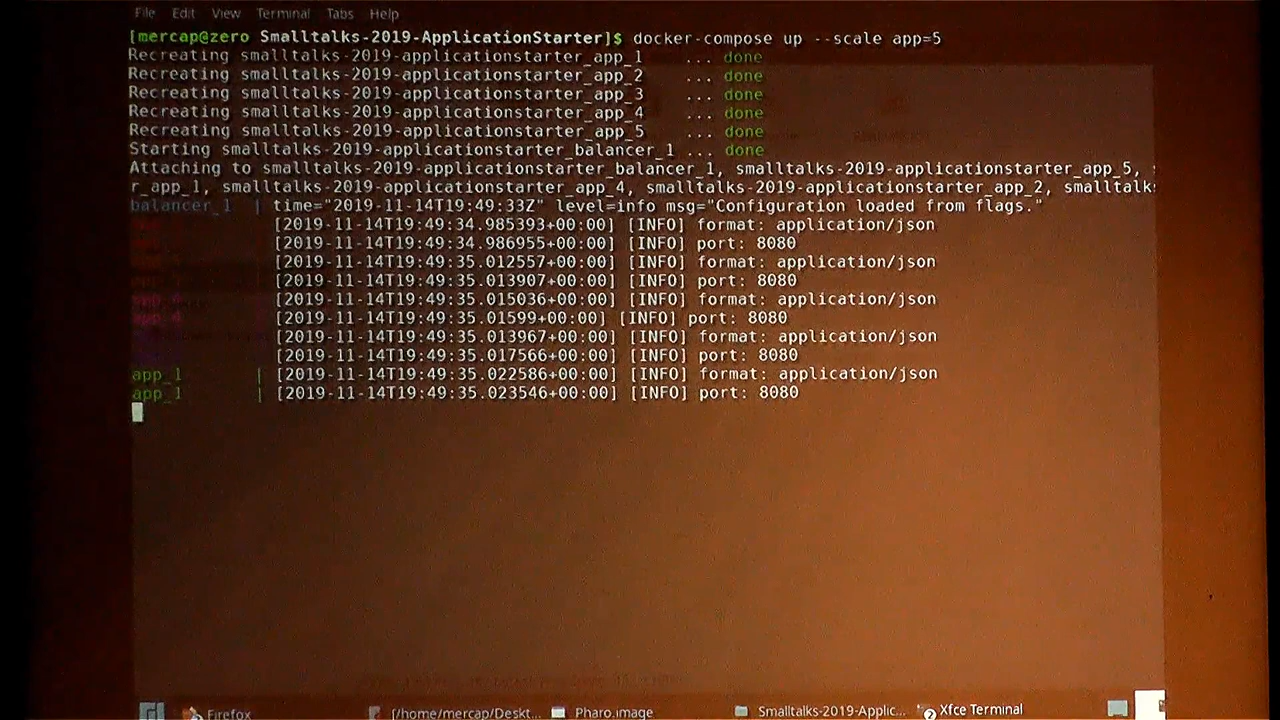 File Edit View Terminal Tabs Help
[mercap@zero Smalltalks-2019-ApplicationStarter]$ docker-compose up --scale app=5
Recreating smalltalks-2019-applicationstarter_app_1 ... done
Recreating smalltalks-2019-applicationstarter_app_2 ... done
Recreating smalltalks-2019-applicationstarter_app_3 ... done
Recreating smalltalks-2019-applicationstarter_app_4 ... done
Recreating smalltalks-2019-applicationstarter_app_5 ... done
Starting smalltalks-2019-applicationstarter_balancer_1 ... done
Attaching to smalltalks-2019-applicationstarter_balancer_1, smalltalks-2019-applicationstarter_app_5,
r_app_1, smalltalks-2019-applicationstarter_app_4, smalltalks-2019-applicationstarter_app_2, smalltalks
balancer_1 | time="2019-11-14T19:49:33Z" level=info msg="Configuration loaded from flags."
[2019-11-14T19:49:34.985393+00:00] [INFO] format: application/json
[2019-11-14T19:49:34.986955+00:00] [INFO] port: 8080
[2019-11-14T19:49:35.012557+00:00] [INFO] format: application/json
[2019-11-14T19:49:35.013907+00:00] [INFO] port: 8080
[2019-11-14T19:49:35.015036+00:00] [INFO] format: application/json
[2019-11-14T19:49:35.01599+00:00] [INFO] port: 8080
[2019-11-14T19:49:35.013967+00:00] [INFO] format: application/json
[2019-11-14T19:49:35.017566+00:00] [INFO] port: 8080
app_1 | [2019-11-14T19:49:35.022586+00:00] [INFO] format: application/json
app_1 | [2019-11-14T19:49:35.023546+00:00] [INFO] port: 8080
Firefox [/home/mercap/Deskt... Pharo.image Smalltalks-2019-Applic... 2 Xfce Terminal